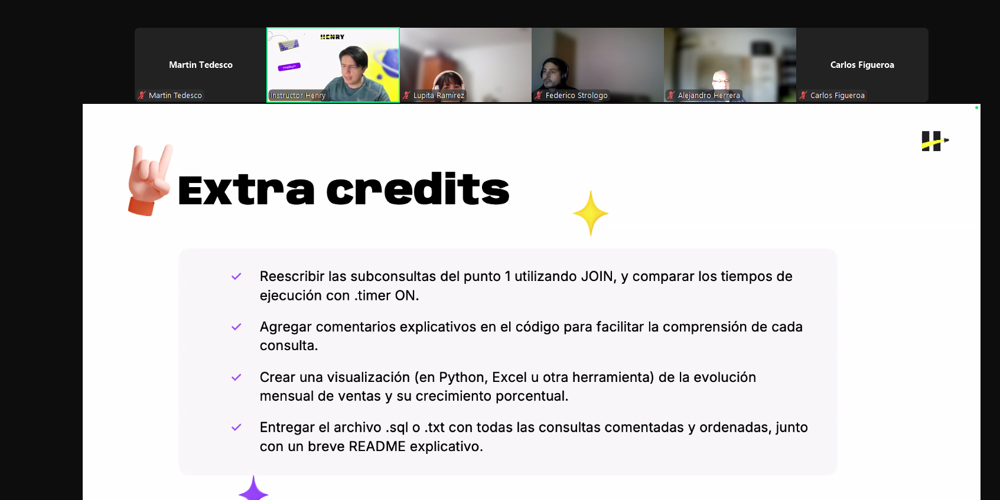 Martin Tedesco
Carlos Figueroa
HENRY
<hello/>
Martin Tedesco
Instructor Henry
Lupita Ramírez
Federico Strologo
Alejandro Herrera
Carlos Figueroa
Extra credits
Reescribir las subconsultas del punto 1 utilizando JOIN, y comparar los tiempos de
ejecución con .timer ON.
Agregar comentarios explicativos en el código para facilitar la comprensión de cada
consulta.
Crear una visualización (en Python, Excel u otra herramienta) de la evolución
mensual de ventas y su crecimiento porcentual.
Entregar el archivo .sql o .txt con todas las consultas comentadas y ordenadas, junto
con un breve README explicativo.